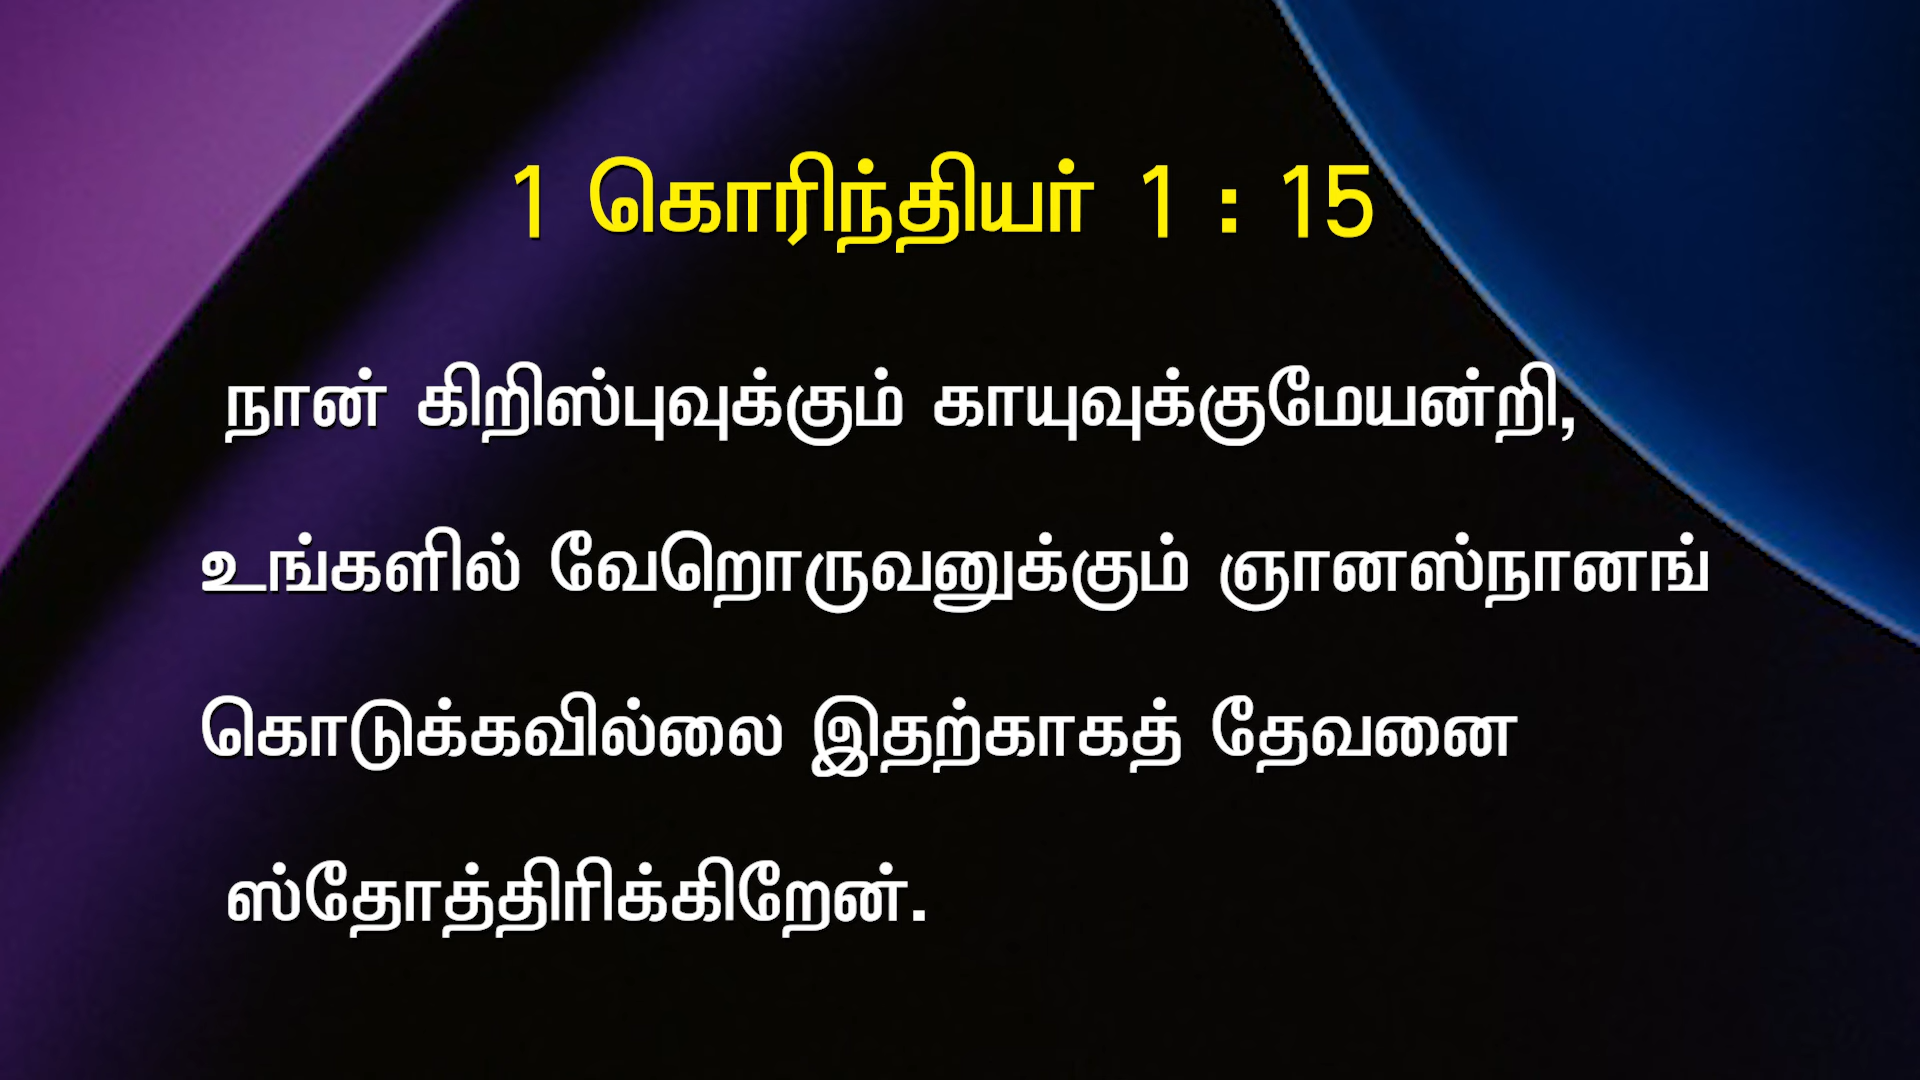 1 கொரிந்தியர் 1 : 15
நான் கிறிஸ்புவுக்கும் காயுவுக்குமேயன்றி,
உங்களில் வேறொருவனுக்கும் ஞானஸ்நானங்
கொடுக்கவில்லை இதற்காகத் தேவனை
ஸ்தோத்திரிக்கிறேன்.